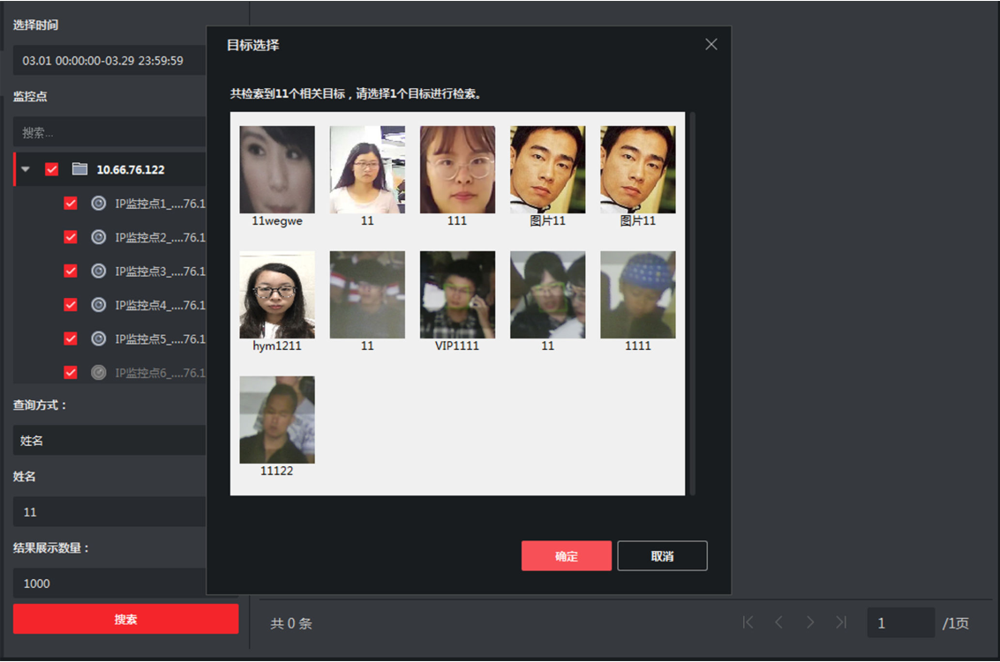 选择时间
03.01 00:00:00-03.29 23:59:59
监控点
搜索...
10.66.76.122
IP监控点1_....76.1
IP监控点2_....76.1
IP监控点3_....76.1
IP监控点4_....76.1
IP监控点5_....76.1
IP监控点6_....76.1
查询方式：
姓名
姓名
11
结果展示数量：
1000
搜索
目标选择
共检索到11个相关目标，请选择1个目标进行检索。
11wegwe
11
111
图片11
图片11
hym1211
11
VIP1111
11
1111
11122
确定
取消
共 0 条
1
/1页